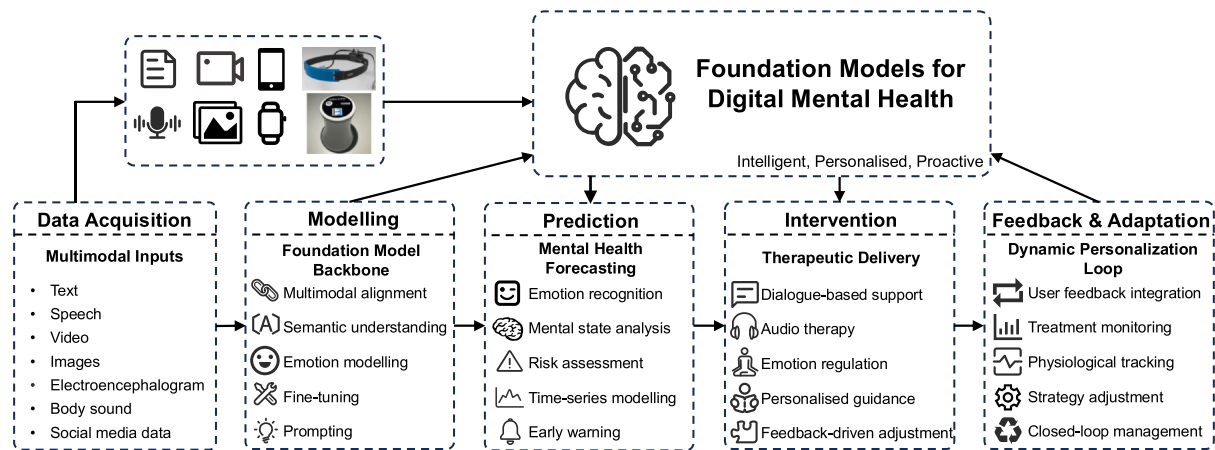 Foundation Models for
Digital Mental Health
Intelligent, Personalised, Proactive
Data Acquisition
Multimodal Inputs
• Text
• Speech
• Video
• Images
• Electroencephalogram
• Body sound
• Social media data
Modelling
Foundation Model
Backbone
Multimodal alignment
[A] Semantic understanding
Emotion modelling
Fine-tuning
Prompting
Prediction
Mental Health
Forecasting
Emotion recognition
Mental state analysis
Risk assessment
Time-series modelling
Early warning
Intervention
Therapeutic Delivery
Dialogue-based support
Audio therapy
Emotion regulation
Personalised guidance
Feedback-driven adjustment
Feedback & Adaptation
Dynamic Personalization
Loop
User feedback integration
Treatment monitoring
Physiological tracking
Strategy adjustment
Closed-loop management